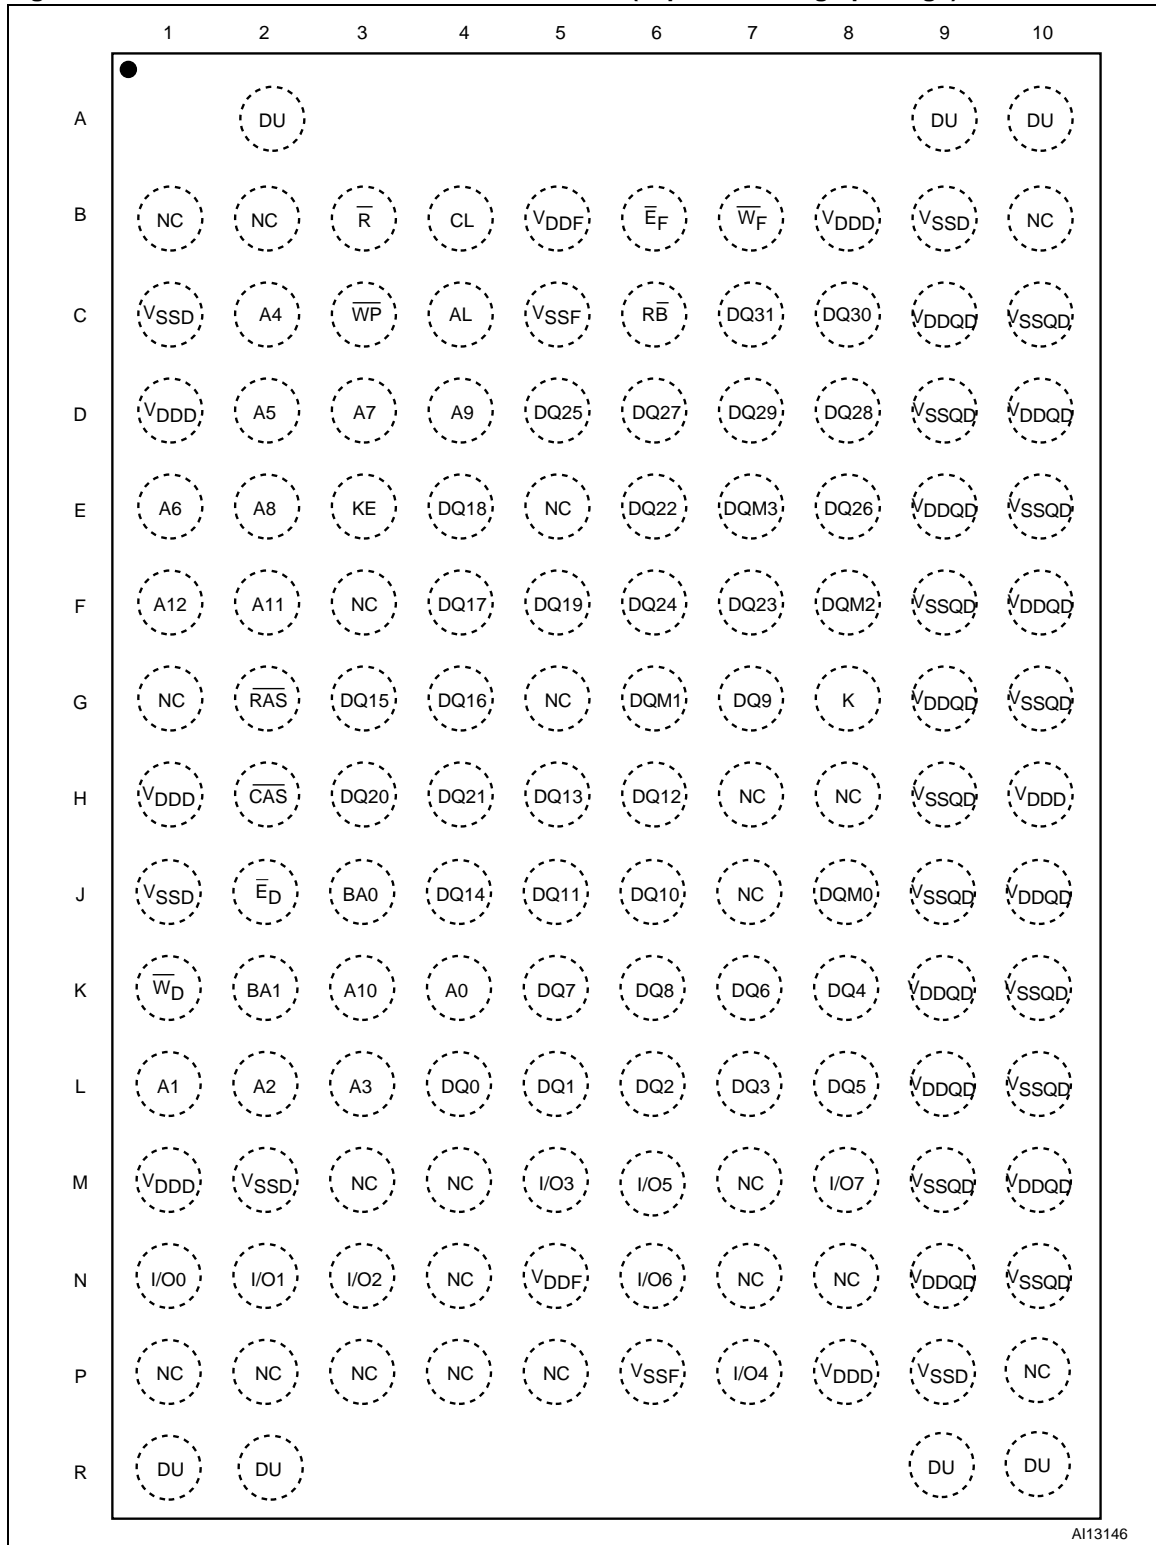 1 2 3 4 5 6 7 8 9 10
A DU DU DU
B NC NC R̅ CL VDDF E̅F W̅F VDDD VSSD NC
C VSSD A4 W̅P̅ AL VSSF RB̅ DQ31 DQ30 VDDQD VSSQD
D VDDD A5 A7 A9 DQ25 DQ27 DQ29 DQ28 VSSQD VDDQD
E A6 A8 KE DQ18 NC DQ22 DQM3 DQ26 VDDQD VSSQD
F A12 A11 NC DQ17 DQ19 DQ24 DQ23 DQM2 VSSQD VDDQD
G NC R̅A̅S̅ DQ15 DQ16 NC DQM1 DQ9 K VDDQD VSSQD
H VDDD C̅A̅S̅ DQ20 DQ21 DQ13 DQ12 NC NC VSSQD VDDD
J VSSD E̅D BA0 DQ14 DQ11 DQ10 NC DQM0 VSSQD VDDQD
K W̅D BA1 A10 A0 DQ7 DQ8 DQ6 DQ4 VDDQD VSSQD
L A1 A2 A3 DQ0 DQ1 DQ2 DQ3 DQ5 VDDQD VSSQD
M VDDD VSSD NC NC I/O3 I/O5 NC I/O7 VSSQD VDDQD
N I/O0 I/O1 I/O2 NC VDDF I/O6 NC NC VDDQD VSSQD
P NC NC NC NC NC VSSF I/O4 VDDD VSSD NC
R DU DU DU DU
AI13146